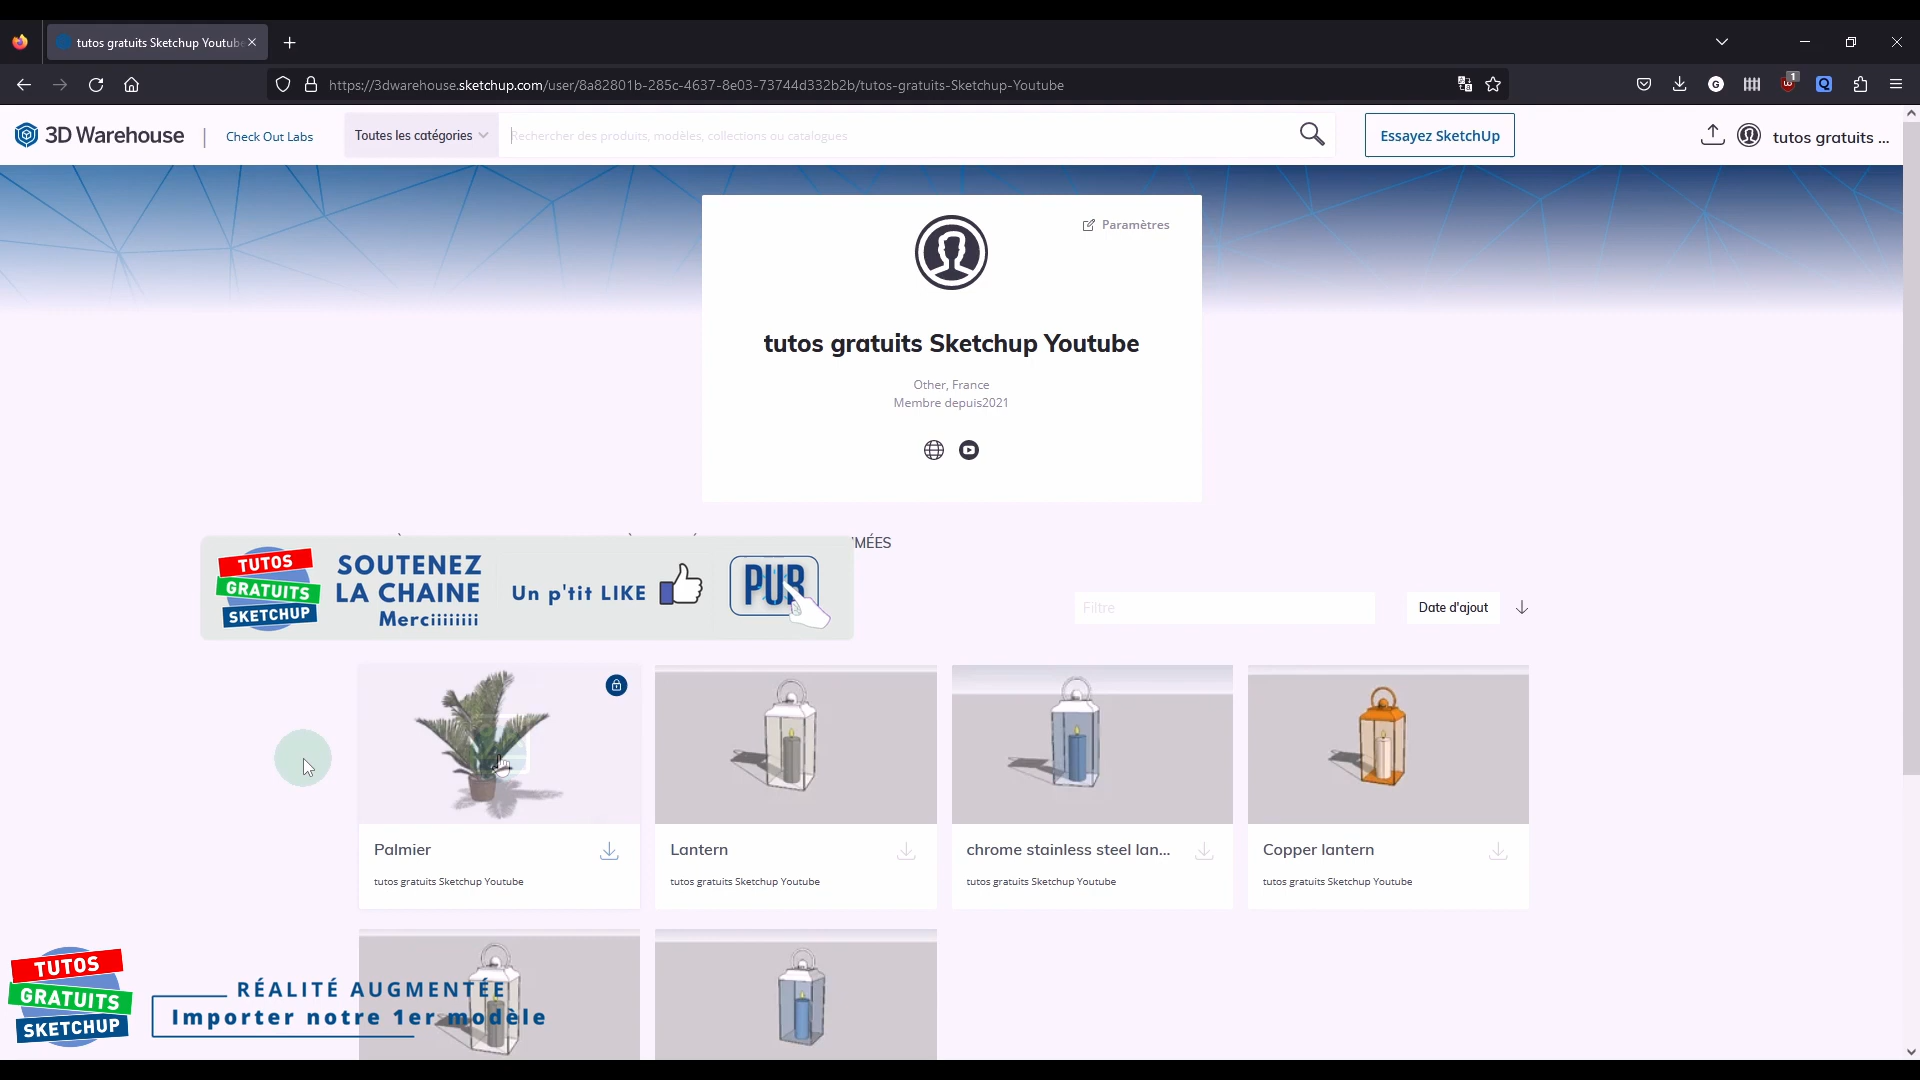 tutos gratuits Sketchup Youtub
https://3dwarehouse.sketchup.com/user/8a82801b-285c-4637-8e03-73744d332b2b/tutos-gratuits-Sketchup-Youtube
1
3D Warehouse
Check Out Labs
Toutes les catégories
Rechercher des produits, modèles, collections ou catalogues
Essayez SketchUp
tutos gratuits ...
Paramètres
tutos gratuits Sketchup Youtube
Other, France
Membre depuis2021
TUTOS
GRATUITS
SKETCHUP
SOUTENEZ
LA CHAINE
Merciiiiiiii
Un p'tit LIKE
PUB
Filtre
Date d'ajout
Palmier
tutos gratuits Sketchup Youtube
Lantern
tutos gratuits Sketchup Youtube
chrome stainless steel lan...
tutos gratuits Sketchup Youtube
Copper lantern
tutos gratuits Sketchup Youtube
TUTOS
GRATUITS
SKETCHUP
RÉALITÉ AUGMENTÉE
Importer notre 1er modèle